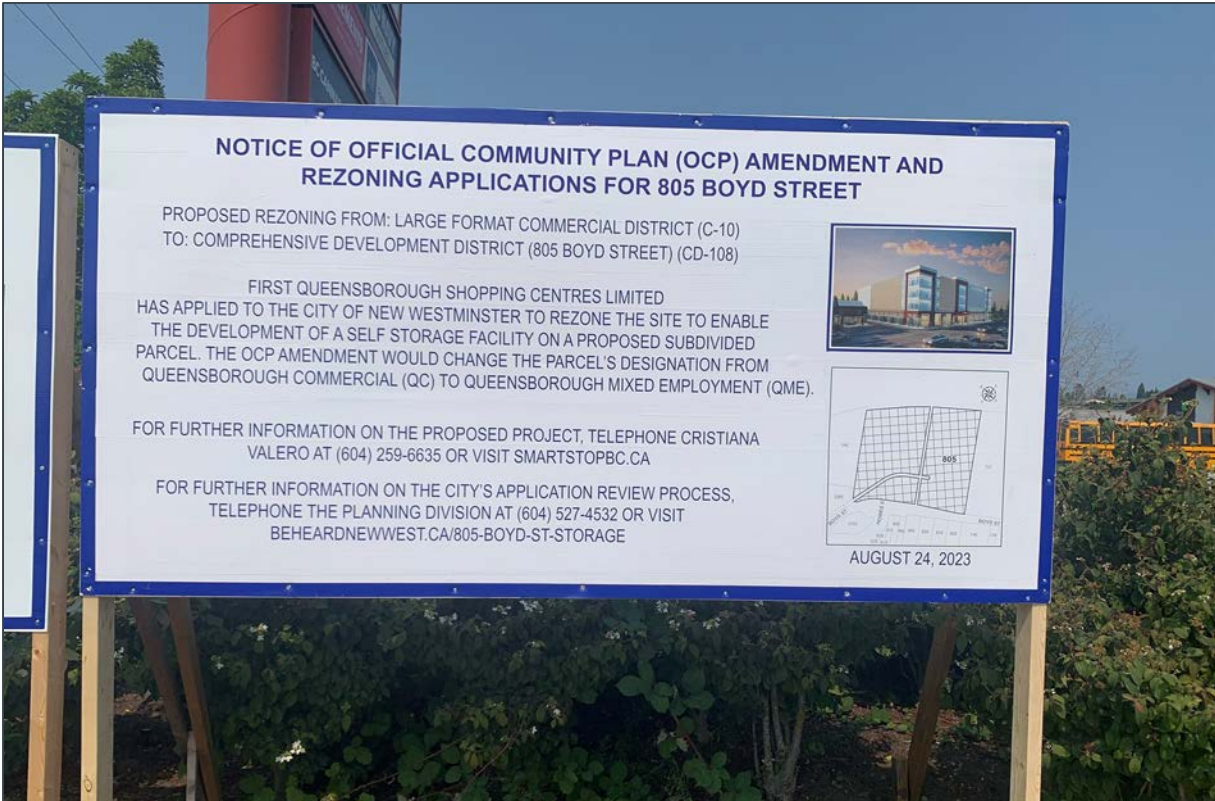 NOTICE OF OFFICIAL COMMUNITY PLAN (OCP) AMENDMENT AND
REZONING APPLICATIONS FOR 805 BOYD STREET
PROPOSED REZONING FROM: LARGE FORMAT COMMERCIAL DISTRICT (C-10)
TO: COMPREHENSIVE DEVELOPMENT DISTRICT (805 BOYD STREET) (CD-108)
FIRST QUEENSBOROUGH SHOPPING CENTRES LIMITED
HAS APPLIED TO THE CITY OF NEW WESTMINSTER TO REZONE THE SITE TO ENABLE
THE DEVELOPMENT OF A SELF STORAGE FACILITY ON A PROPOSED SUBDIVIDED
PARCEL. THE OCP AMENDMENT WOULD CHANGE THE PARCEL'S DESIGNATION FROM
QUEENSBOROUGH COMMERCIAL (QC) TO QUEENSBOROUGH MIXED EMPLOYMENT (QME).
FOR FURTHER INFORMATION ON THE PROPOSED PROJECT, TELEPHONE CRISTIANA
VALERO AT (604) 259-6635 OR VISIT SMARTSTOPBC.CA
FOR FURTHER INFORMATION ON THE CITY'S APPLICATION REVIEW PROCESS,
TELEPHONE THE PLANNING DIVISION AT (604) 527-4532 OR VISIT
BEHEARDNEWWEST.CA/805-BOYD-ST-STORAGE
805
BOYD ST
BOYD ST
AUGUST 24, 2023